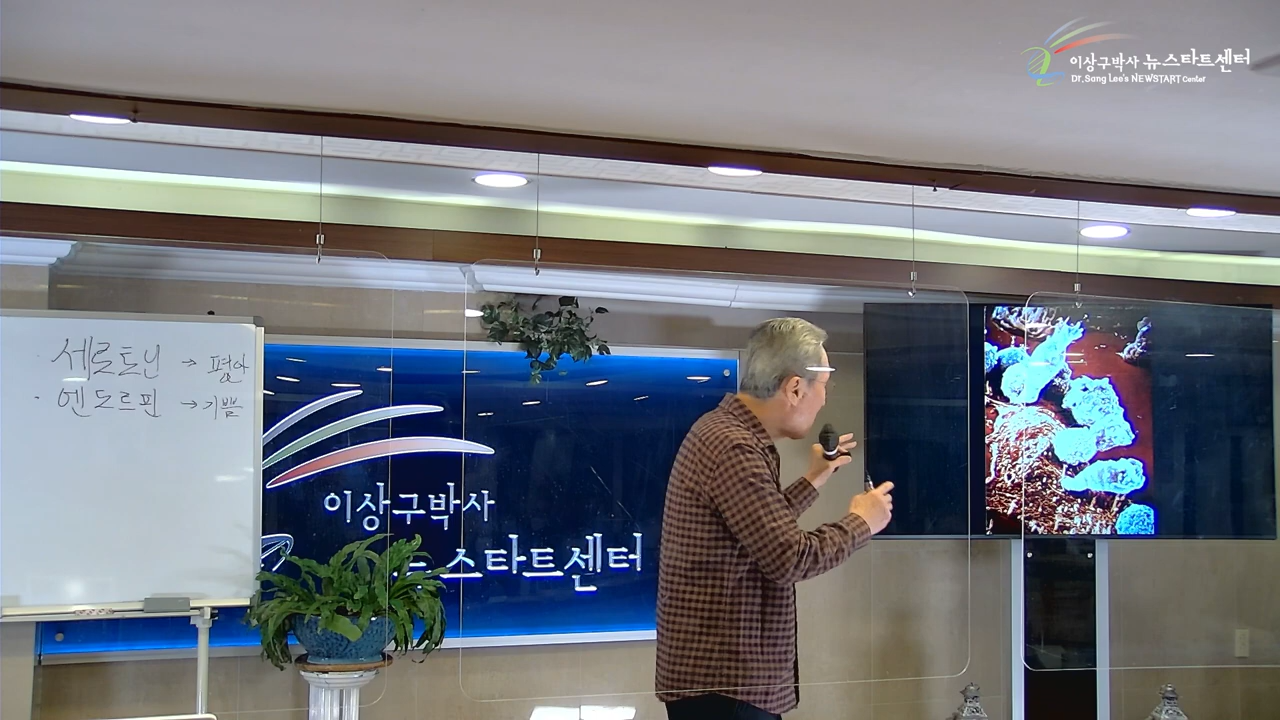 이상구박사 뉴스타트센터
Dr. Sang Lee's NEWSTART Center
· 세로토닌 → 평안
· 엔도르핀 → 기쁨
이상구박사
뉴스타트센터